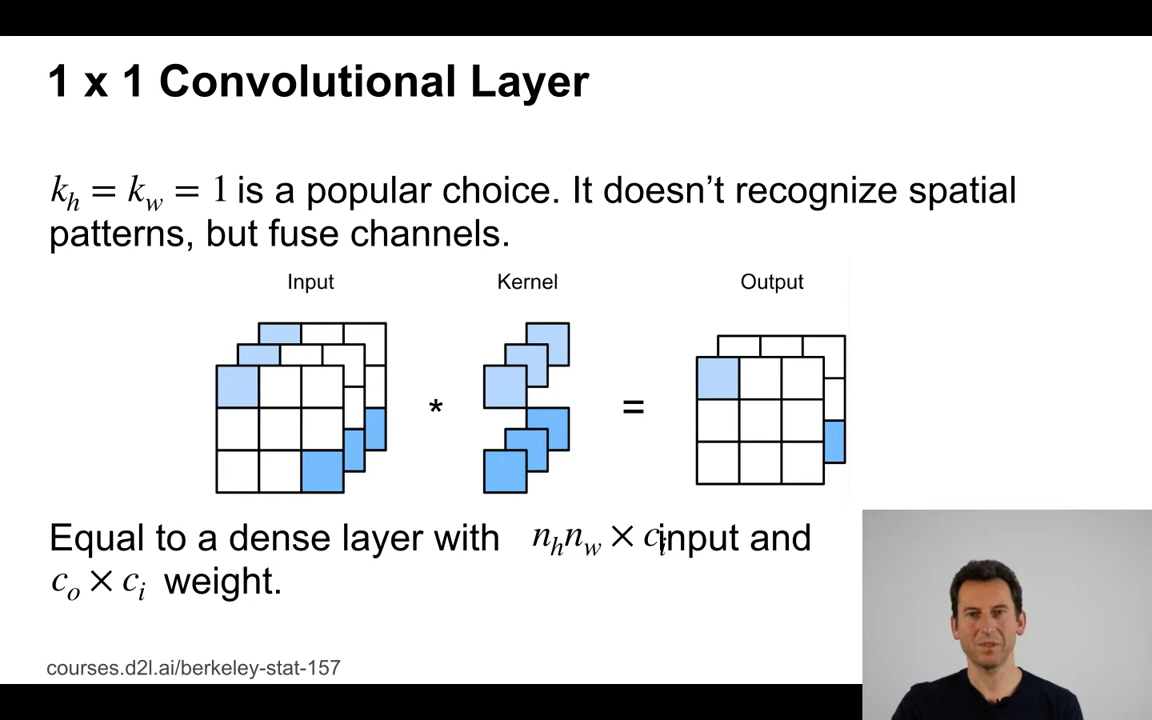 1 x 1 Convolutional Layer
k_h = k_w = 1 is a popular choice. It doesn’t recognize spatial
patterns, but fuse channels.
Input Kernel Output
* =
Equal to a dense layer with n_h n_w × c_i input and
c_o × c_i weight.
courses.d2l.ai/berkeley-stat-157